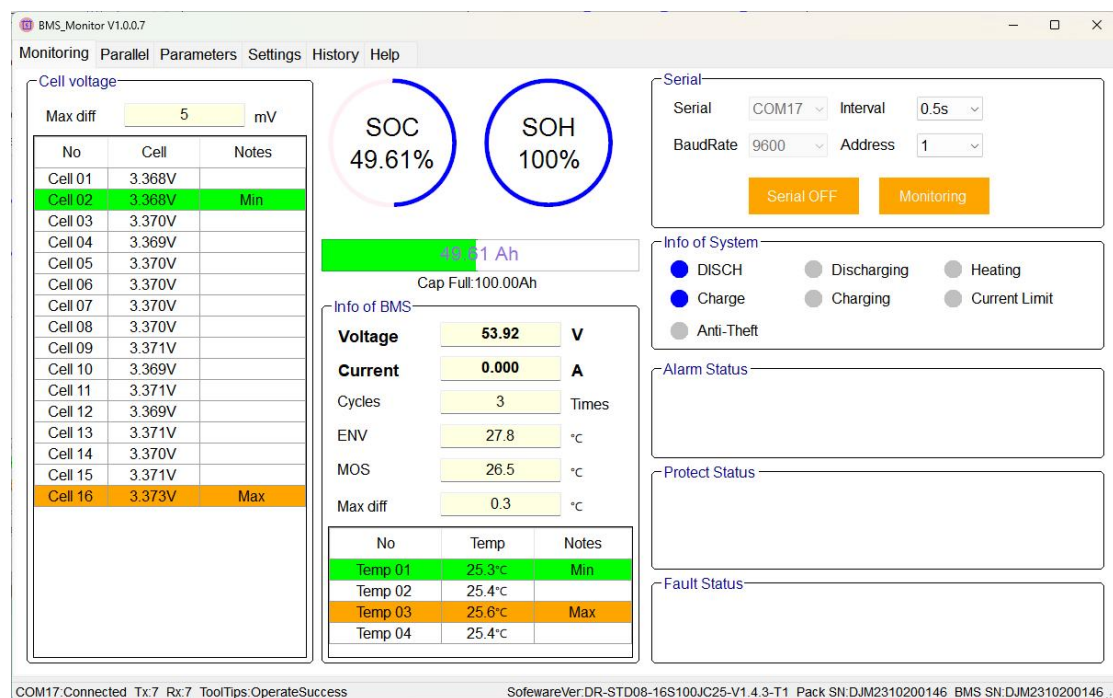 BMS_Monitor V1.0.0.7
Monitoring Parallel Parameters Settings History Help
Cell voltage
Max diff 5 mV
No Cell Notes
Cell 01 3.368V
Cell 02 3.368V Min
Cell 03 3.370V
Cell 04 3.369V
Cell 05 3.370V
Cell 06 3.370V
Cell 07 3.370V
Cell 08 3.370V
Cell 09 3.371V
Cell 10 3.369V
Cell 11 3.371V
Cell 12 3.369V
Cell 13 3.371V
Cell 14 3.370V
Cell 15 3.371V
Cell 16 3.373V Max
SOC
49.61%
SOH
100%
49.61 Ah
Cap Full:100.00Ah
Info of BMS
Voltage 53.92 V
Current 0.000 A
Cycles 3 Times
ENV 27.8 °C
MOS 26.5 °C
Max diff 0.3 °C
No Temp Notes
Temp 01 25.3°C Min
Temp 02 25.4°C
Temp 03 25.6°C Max
Temp 04 25.4°C
Serial
Serial COM17 Interval 0.5s
BaudRate 9600 Address 1
Serial OFF Monitoring
Info of System
DISCH Discharging Heating
Charge Charging Current Limit
Anti-Theft
Alarm Status
Protect Status
Fault Status
COM17:Connected Tx:7 Rx:7 ToolTips:OperateSuccess SofewareVer:DR-STD08-16S100JC25-V1.4.3-T1 Pack SN:DJM2310200146 BMS SN:DJM2310200146